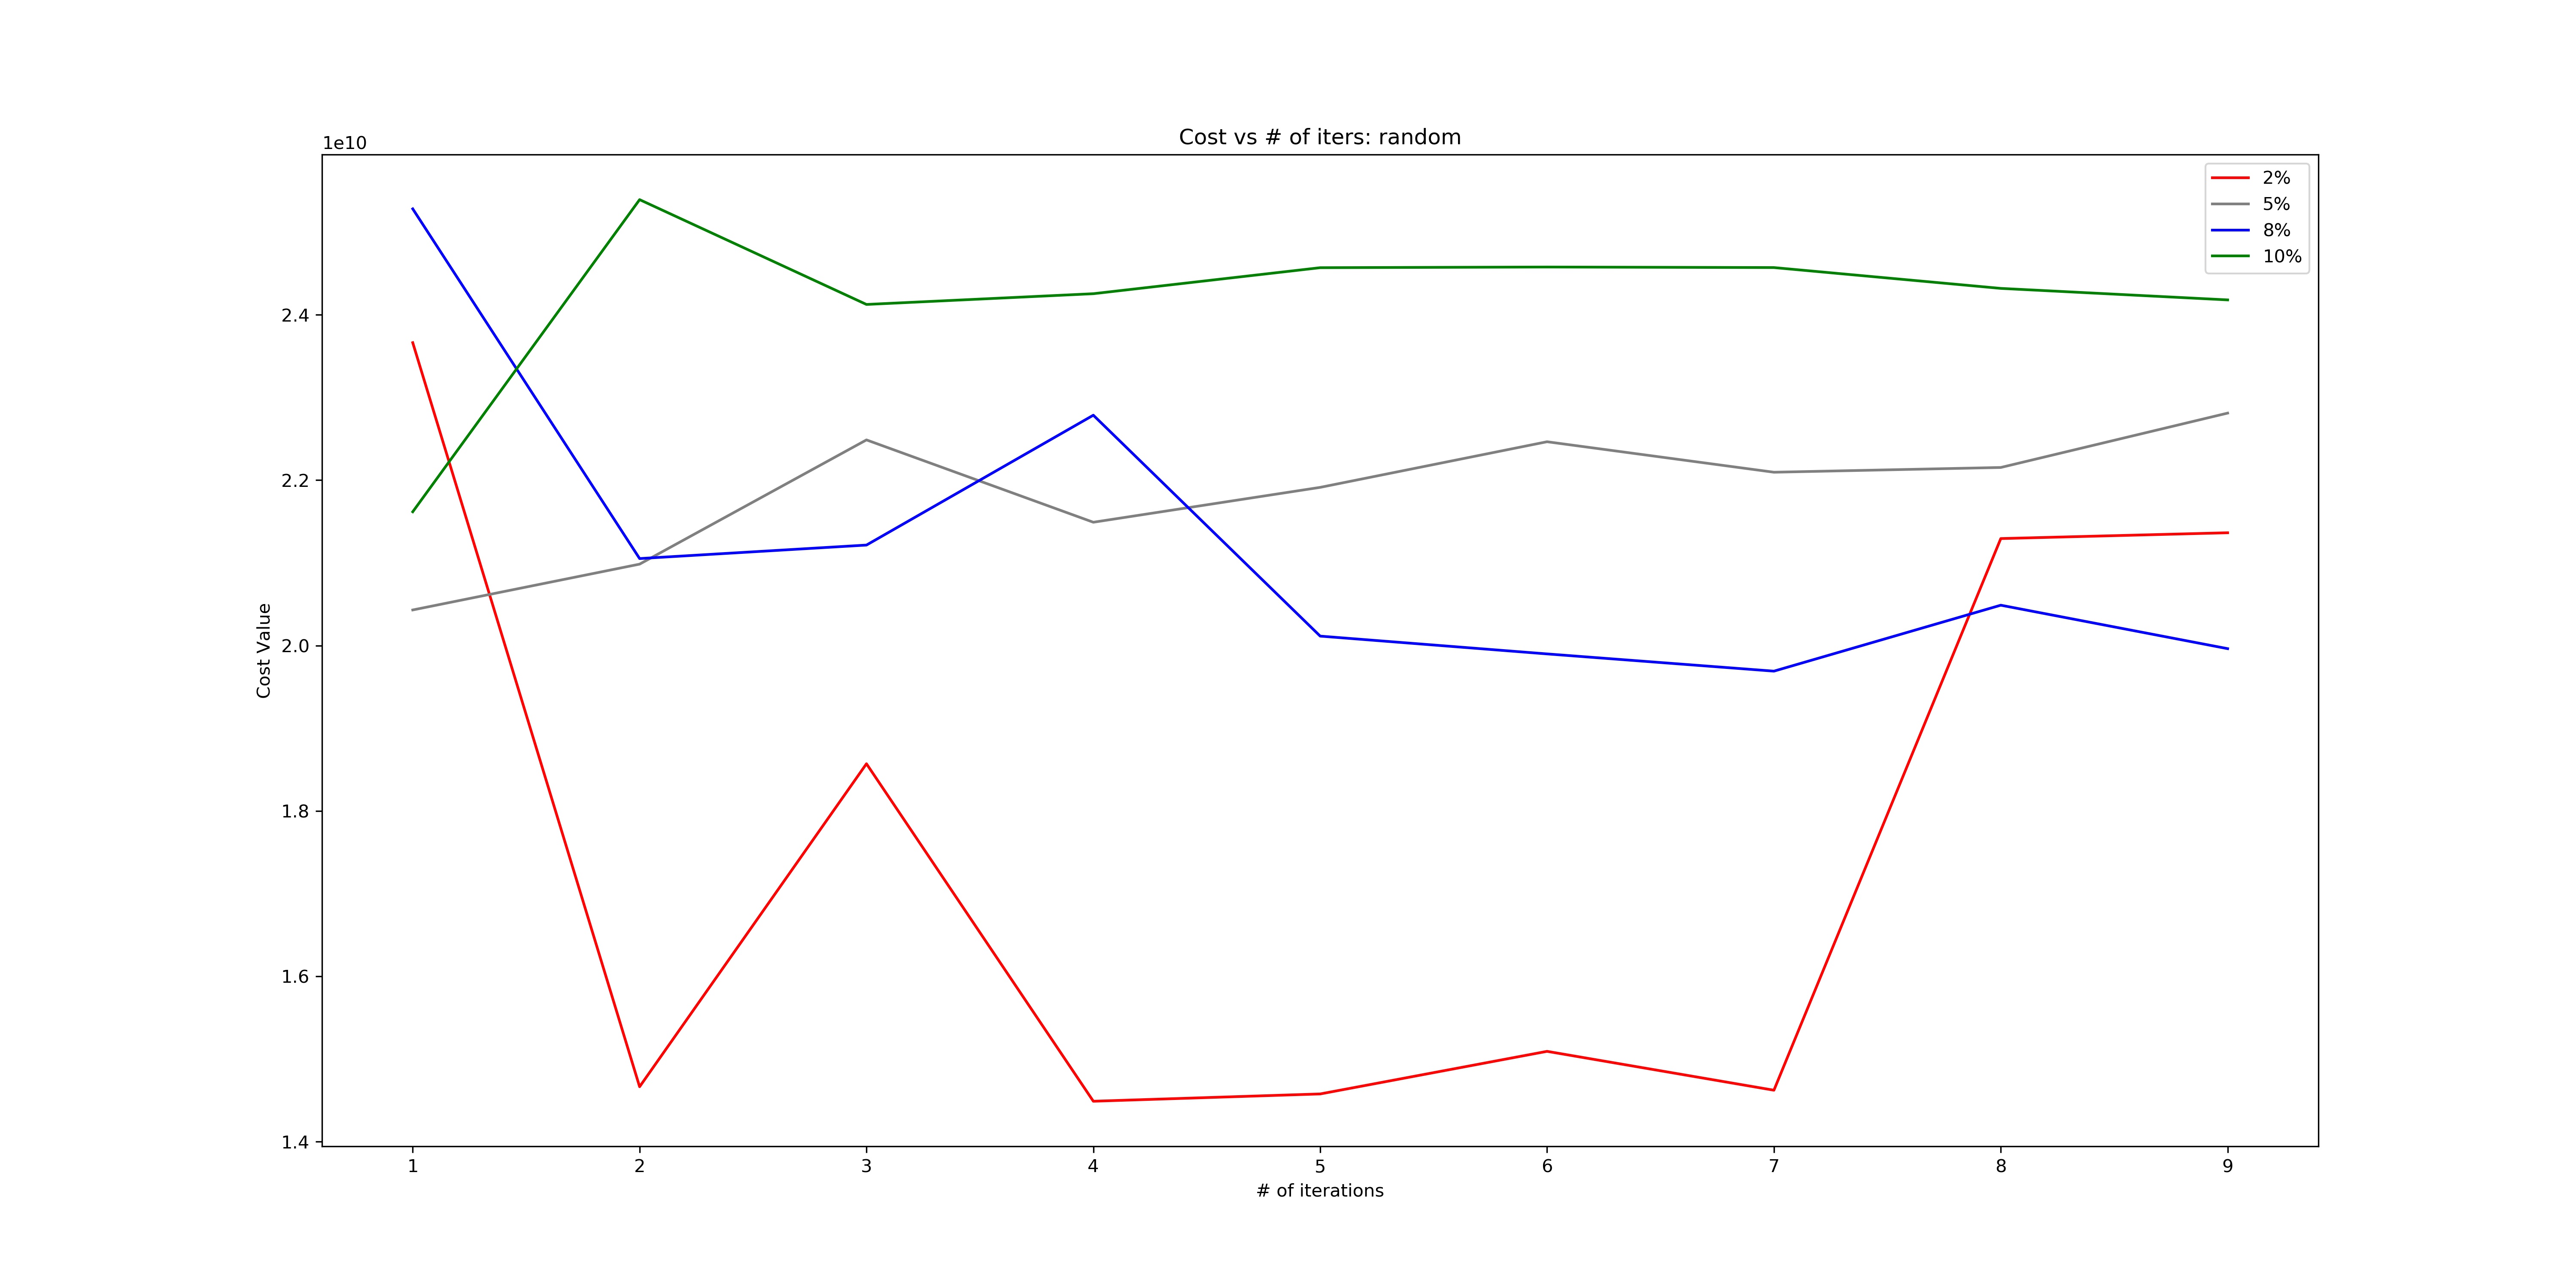 Cost vs # of iters: random
1e10
2%
5%
8%
10%
2.4
2.2
2.0
1.8
1.6
1.4
Cost Value
1 2 3 4 5 6 7 8 9
# of iterations